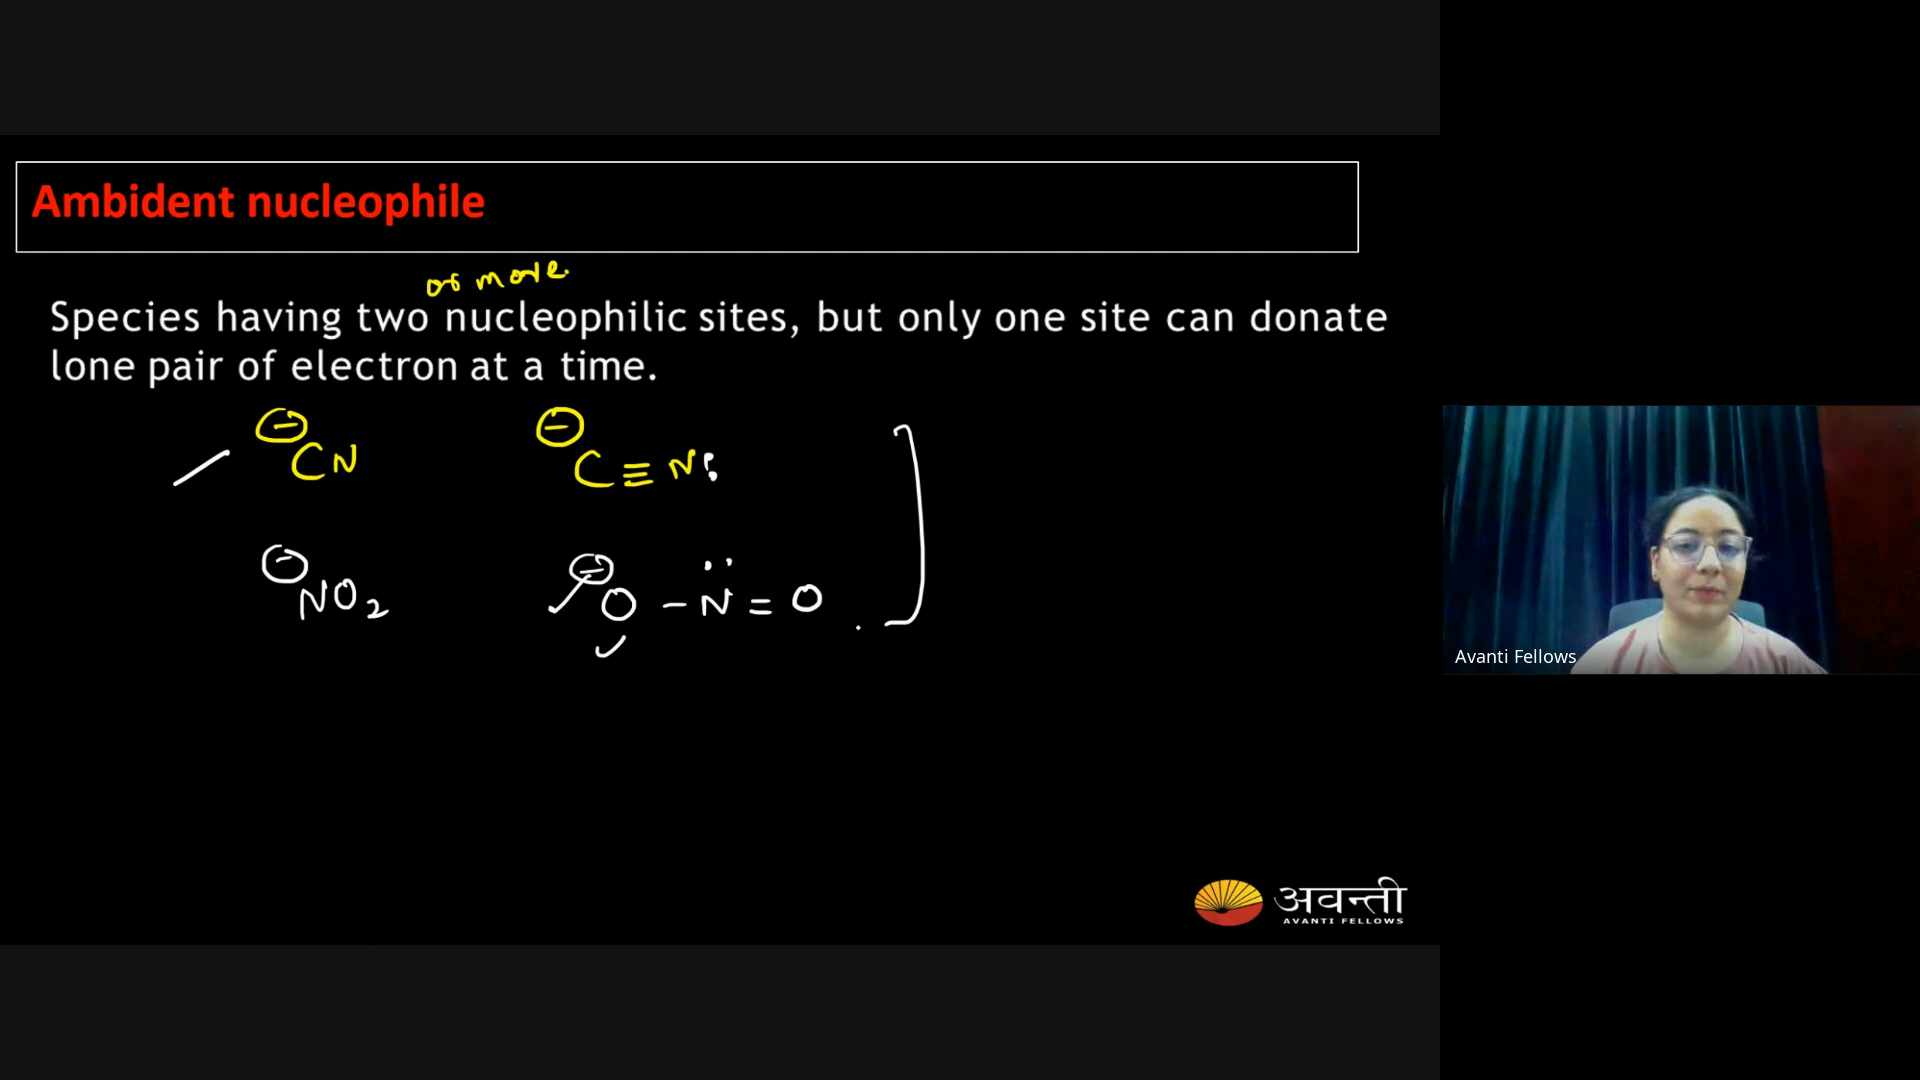 Ambident nucleophile
or more.
Species having two nucleophilic sites, but only one site can donate
lone pair of electron at a time.
⊖CN ⊖C≡N:
⊖NO₂ ⊖O-N̈=O
Avanti Fellows
अवन्ती
AVANTI FELLOWS